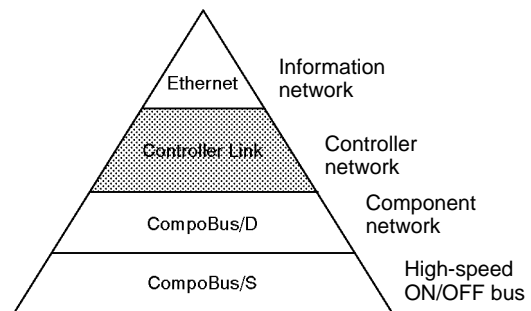 Ethernet
Information
network
Controller Link
Controller
network
CompoBus/D
Component
network
CompoBus/S
High-speed
ON/OFF bus